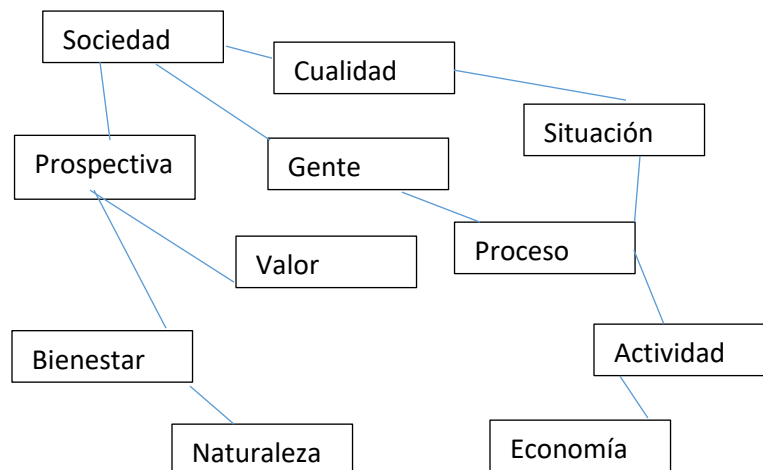 Sociedad
Cualidad
Situación
Prospectiva
Gente
Valor
Proceso
Bienestar
Actividad
Naturaleza
Economía